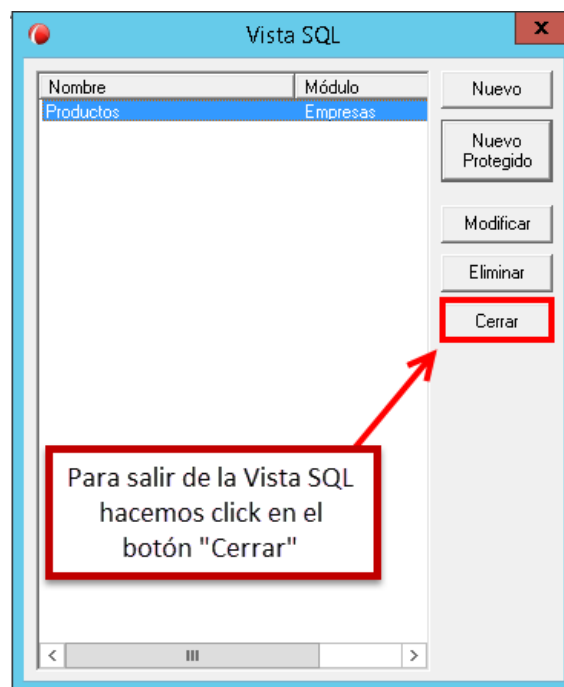 Vista SQL
x
Nombre Módulo
Productos Empresas
Nuevo
Nuevo
Protegido
Modificar
Eliminar
Cerrar
Para salir de la Vista SQL
hacemos click en el
botón "Cerrar"